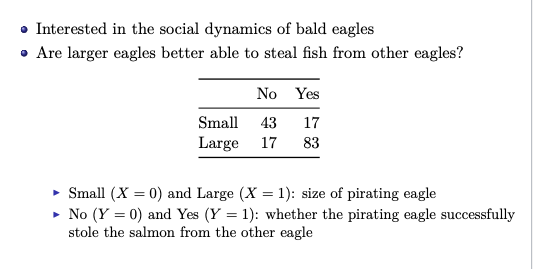 Interested in the social dynamics of bald eagles
Are larger eagles better able to steal fish from other eagles?
No Yes
Small 43 17
Large 17 83
Small (X = 0) and Large (X = 1): size of pirating eagle
No (Y = 0) and Yes (Y = 1): whether the pirating eagle successfully
stole the salmon from the other eagle